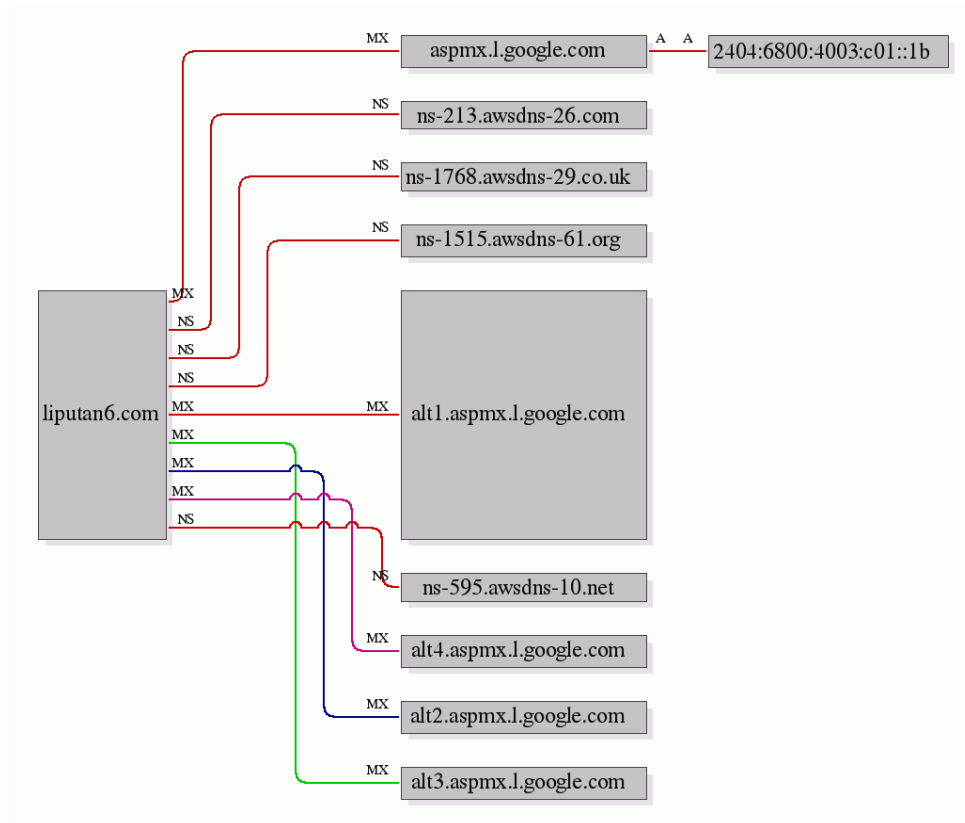 MX
aspmx.l.google.com
A A
2404:6800:4003:c01::1b
NS
ns-213.awsdns-26.com
NS
ns-1768.awsdns-29.co.uk
NS
ns-1515.awsdns-61.org
liputan6.com
MX
NS
NS
NS
MX
MX
MX
MX
NS
MX
alt1.aspmx.l.google.com
NS
ns-595.awsdns-10.net
MX
alt4.aspmx.l.google.com
MX
alt2.aspmx.l.google.com
MX
alt3.aspmx.l.google.com